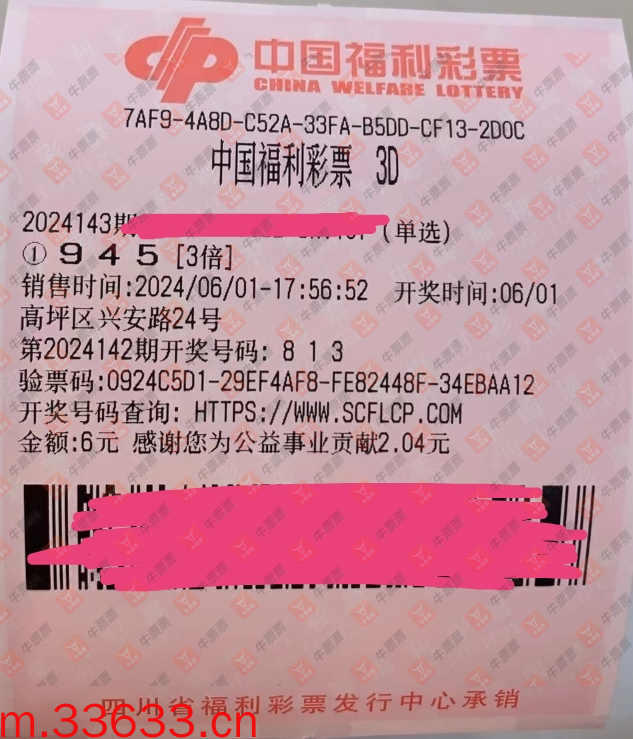 中国福利彩票
CHINA WELFARE LOTTERY
7AF9-4A8D-C52A-33FA-B5DD-CF13-2D0C
中国福利彩票 3D
2024143期 (单选)
① 9 4 5 [3倍]
销售时间:2024/06/01-17:56:52 开奖时间:06/01
高坪区兴安路24号
第2024142期开奖号码: 8 1 3
验票码:0924C5D1-29EF4AF8-FE82448F-34EBAA12
开奖号码查询: HTTPS://WWW.SCFLCP.COM
金额:6元 感谢您为公益事业贡献2.04元
四川省福利彩票发行中心承销
m.33633.cn